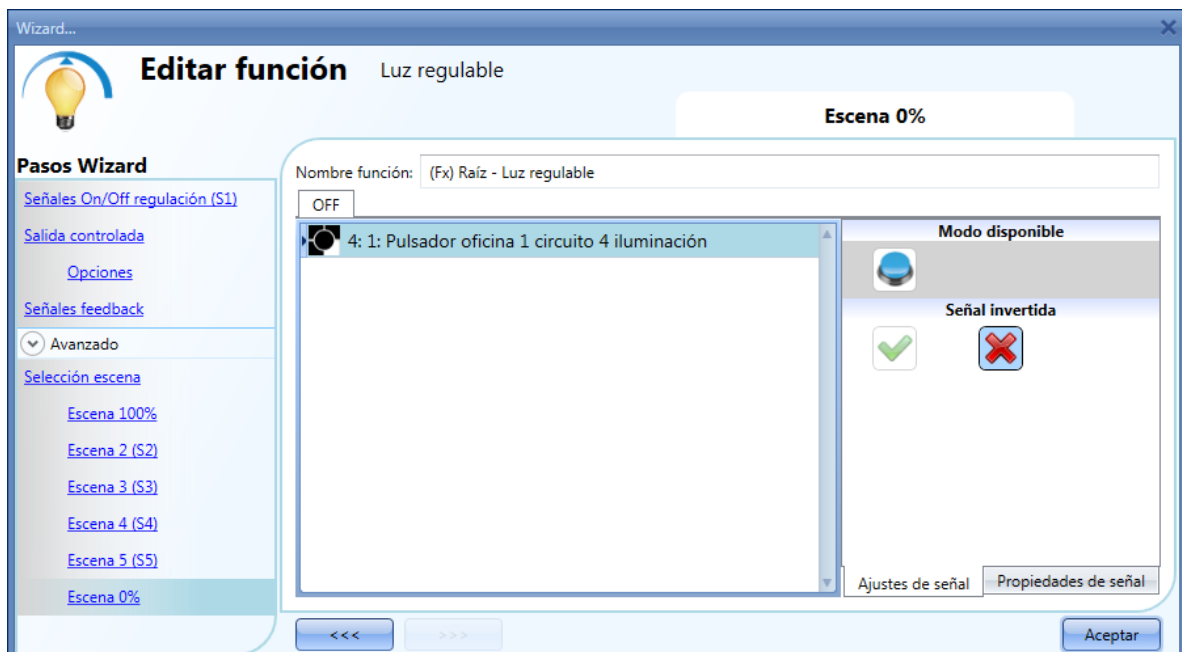 Wizard...
Editar función Luz regulable
Escena 0%
Pasos Wizard
Señales On/Off regulación (S1)
Salida controlada
Opciones
Señales feedback
Avanzado
Selección escena
Escena 100%
Escena 2 (S2)
Escena 3 (S3)
Escena 4 (S4)
Escena 5 (S5)
Escena 0%
Nombre función: (Fx) Raíz - Luz regulable
OFF
4: 1: Pulsador oficina 1 circuito 4 iluminación
Modo disponible
Señal invertida
Ajustes de señal Propiedades de señal
<<< >>> Aceptar